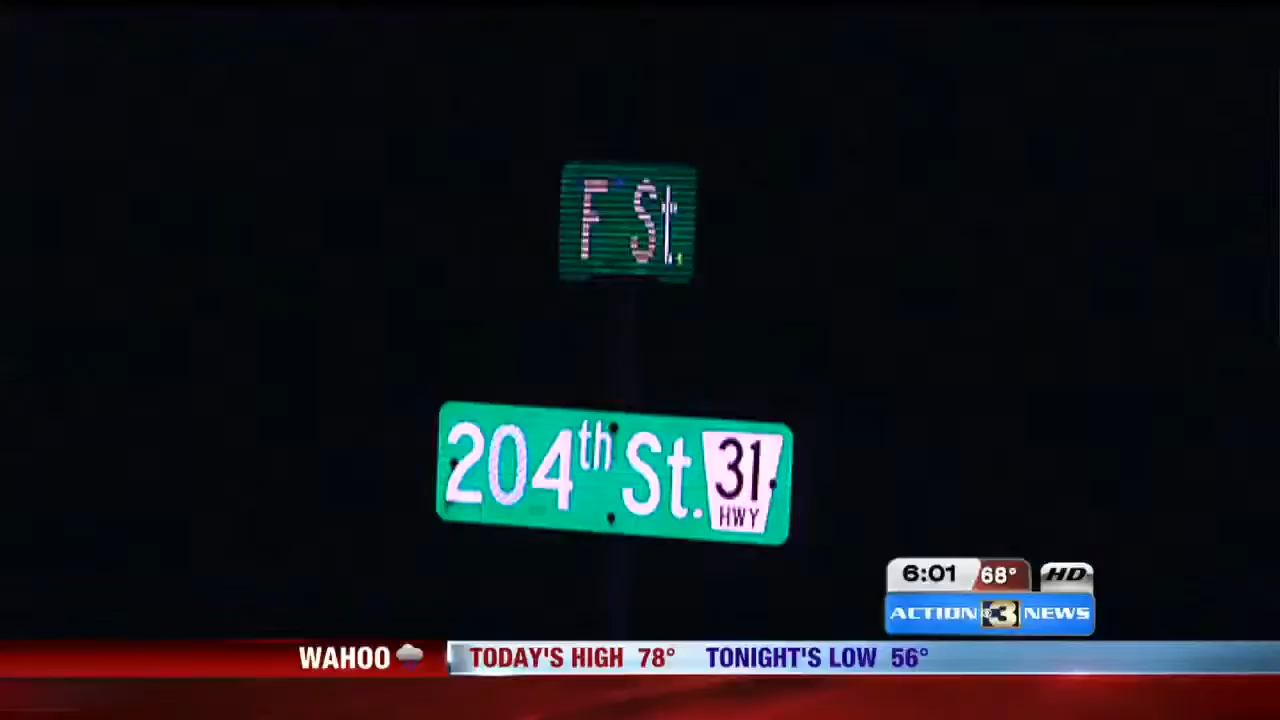 F St.
204th St. 31
HWY
6:01 68° HD
ACTION 3 NEWS
WAHOO TODAY'S HIGH 78° TONIGHT'S LOW 56°